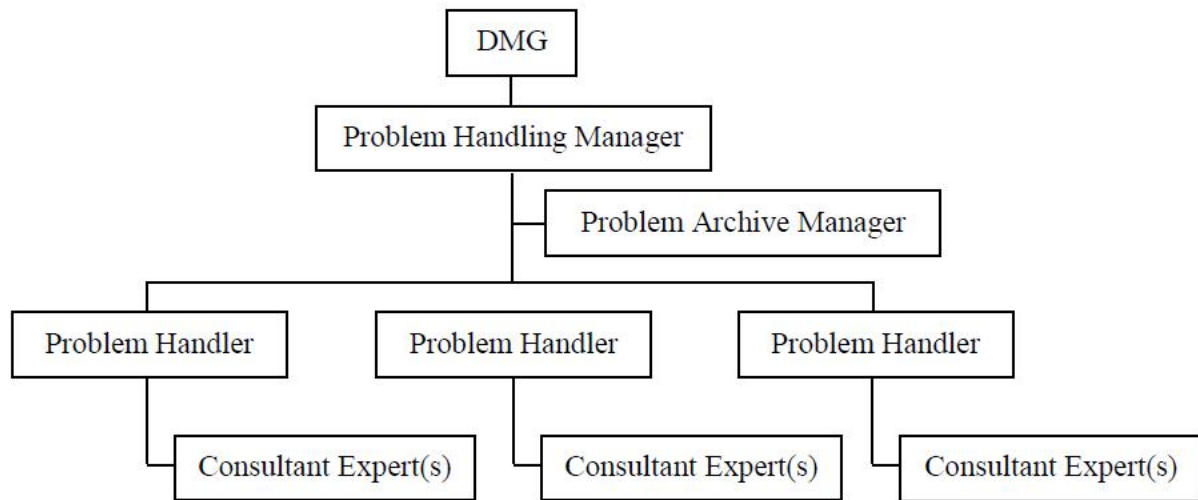 DMG
Problem Handling Manager
Problem Archive Manager
Problem Handler
Problem Handler
Problem Handler
Consultant Expert(s)
Consultant Expert(s)
Consultant Expert(s)